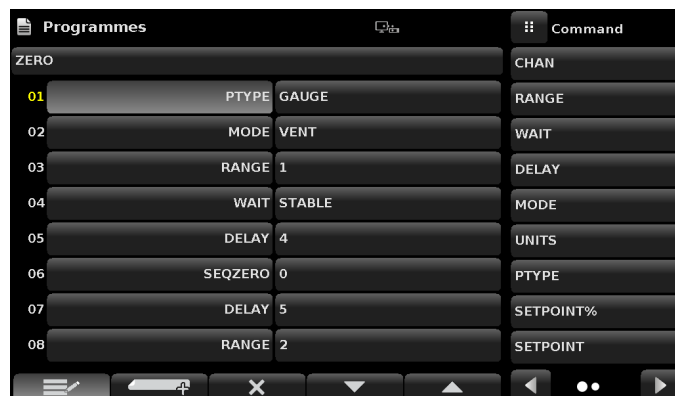 Programmes
Command
ZERO
CHAN
01 PTYPE GAUGE
RANGE
02 MODE VENT
WAIT
03 RANGE 1
DELAY
04 WAIT STABLE
MODE
05 DELAY 4
UNITS
06 SEQZERO 0
PTYPE
07 DELAY 5
SETPOINT%
08 RANGE 2
SETPOINT